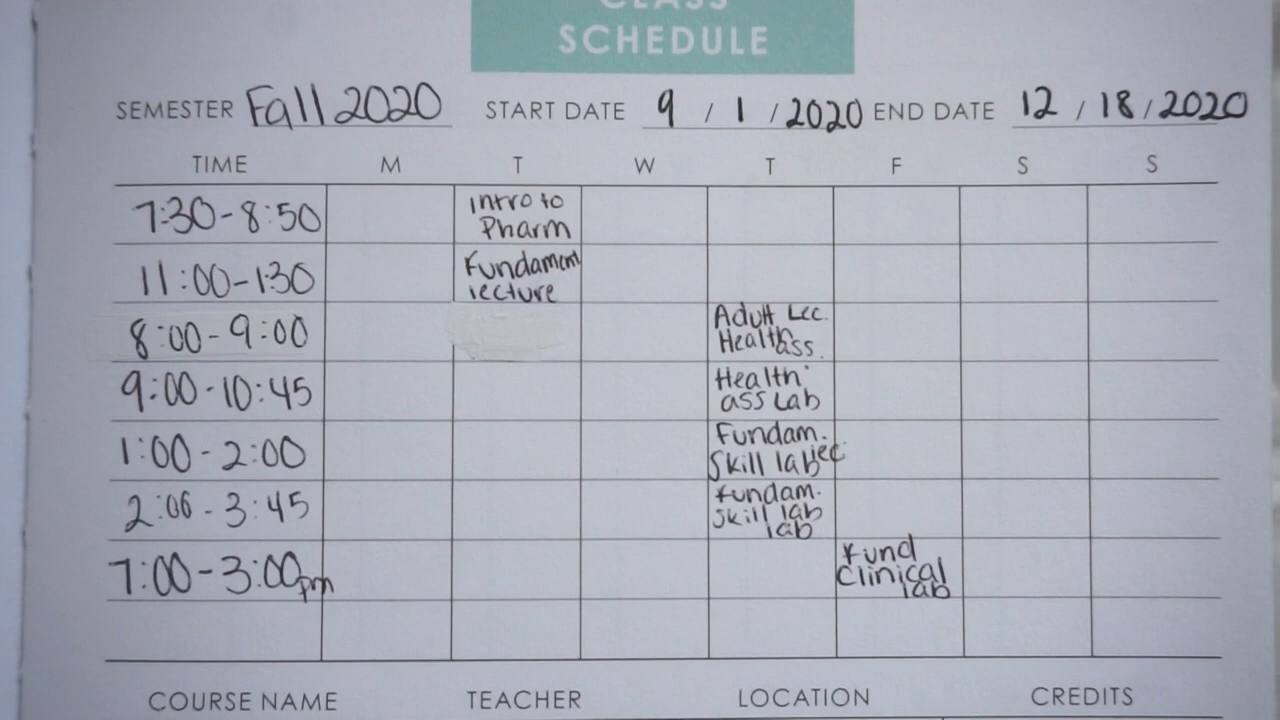 CLASS
SCHEDULE
SEMESTER Fall 2020 START DATE 9 / 1 / 2020 END DATE 12 / 18 / 2020
TIME M T W T F S S
7:30-8:50 Intro to
Pharm
11:00-1:30 Fundament
lecture
8:00-9:00 Adult Lec.
Health ass.
9:00-10:45 Health
ass Lab
1:00-2:00 Fundam.
Skill lab lec.
2:00-3:45 Fundam.
skill lab
lab
7:00-3:00pm Fund
Clinical
lab
COURSE NAME TEACHER LOCATION CREDITS